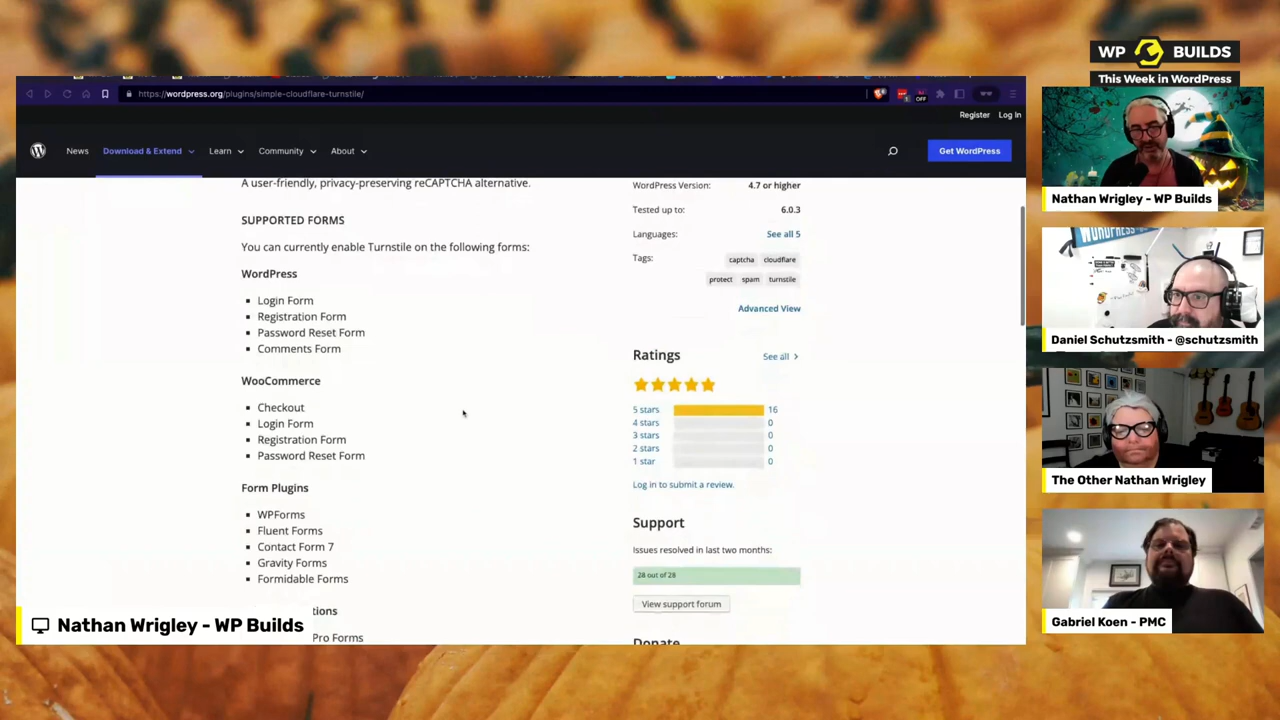 WP BUILDS
This Week in WordPress
https://wordpress.org/plugins/simple-cloudflare-turnstile/
OFF
Register Log In
News Download & Extend Learn Community About
Get WordPress
A user-friendly, privacy-preserving reCAPTCHA alternative.
SUPPORTED FORMS
You can currently enable Turnstile on the following forms:
WordPress
Login Form
Registration Form
Password Reset Form
Comments Form
WooCommerce
Checkout
Login Form
Registration Form
Password Reset Form
Form Plugins
WPForms
Fluent Forms
Contact Form 7
Gravity Forms
Formidable Forms
Pro Forms
WordPress Version: 4.7 or higher
Tested up to: 6.0.3
Languages: See all 5
Tags: captcha cloudflare
protect spam turnstile
Advanced View
Ratings See all
5 stars 16
4 stars 0
3 stars 0
2 stars 0
1 star 0
Log in to submit a review.
Support
Issues resolved in last two months:
28 out of 28
View support forum
Donate
Nathan Wrigley - WP Builds
Nathan Wrigley - WP Builds
Daniel Schutzsmith - @schutzsmith
The Other Nathan Wrigley
Gabriel Koen - PMC